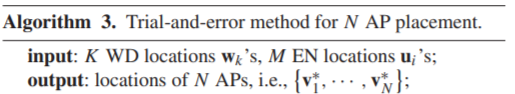 Algorithm 3. Trial-and-error method for N AP placement.
input: K WD locations wₖ's, M EN locations uᵢ's;
output: locations of N APs, i.e., {v₁*, ⋯ , v_N*};